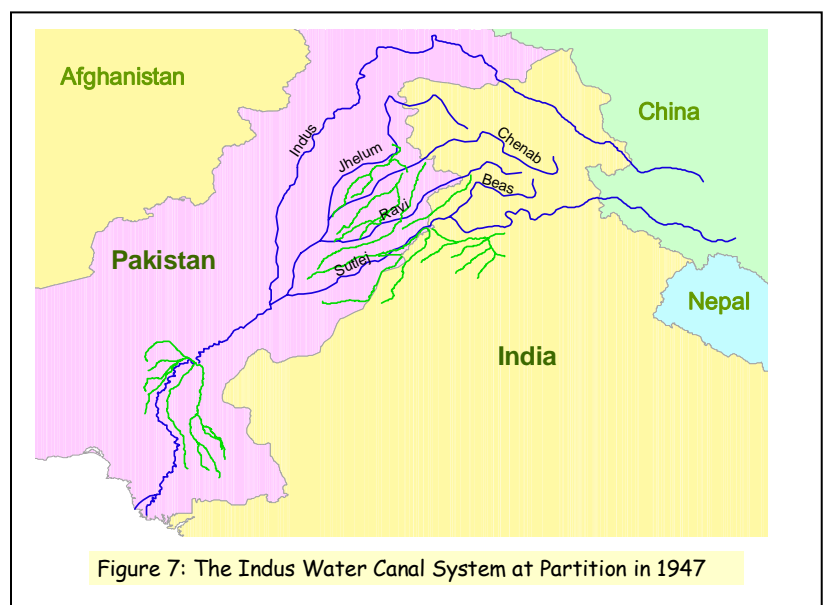 Afghanistan
China
Indus
Jhelum
Chenab
Beas
Ravi
Pakistan
Sutlej
Nepal
India
Figure 7: The Indus Water Canal System at Partition in 1947